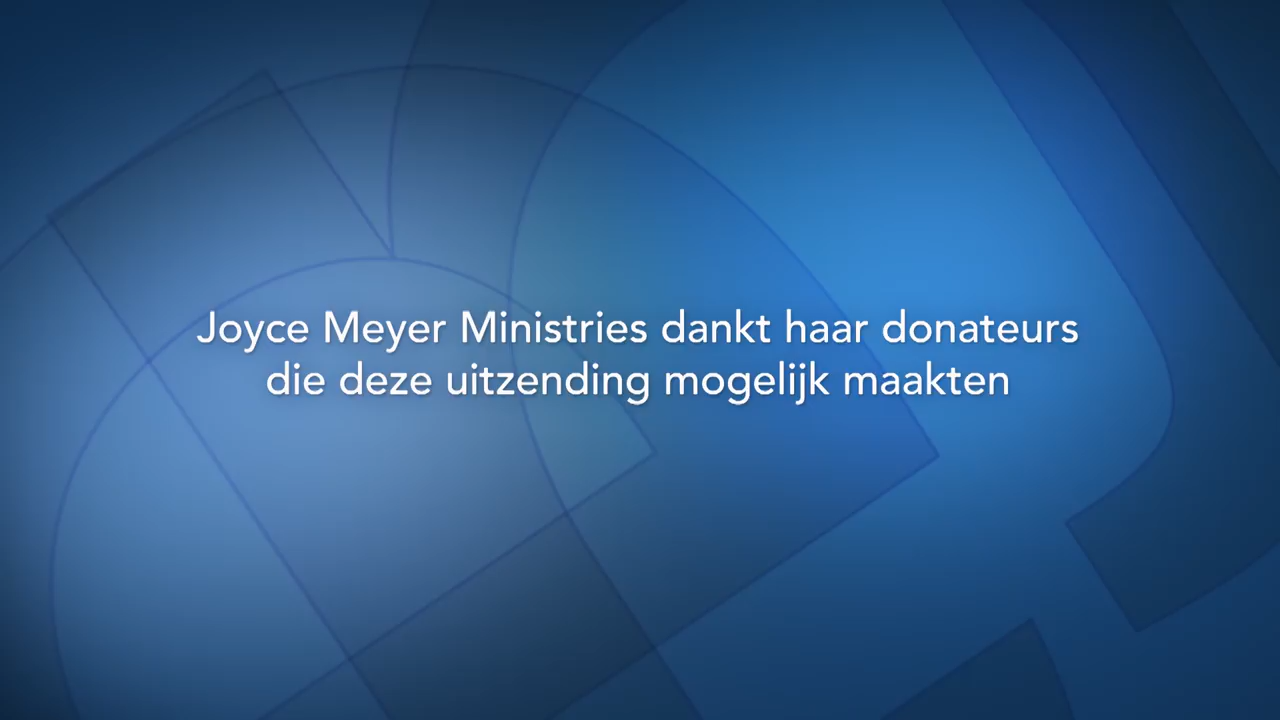 Joyce Meyer Ministries dankt haar donateurs
die deze uitzending mogelijk maakten